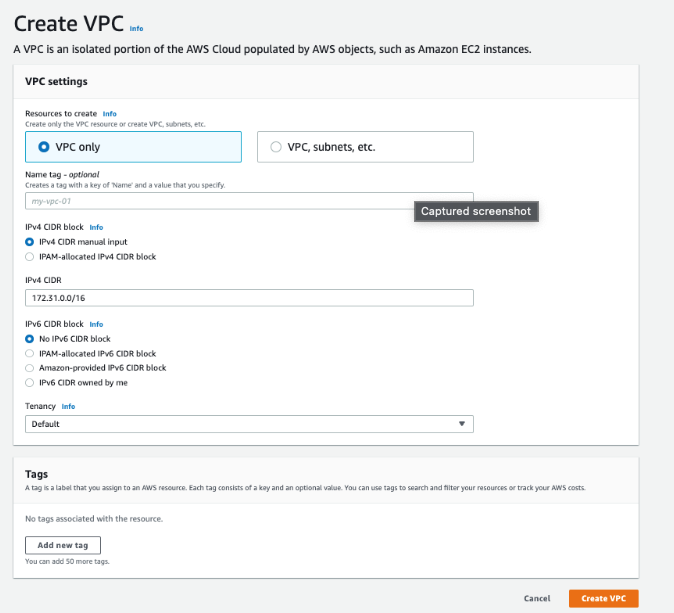 Create VPC Info
A VPC is an isolated portion of the AWS Cloud populated by AWS objects, such as Amazon EC2 instances.
VPC settings
Resources to create Info
Create only the VPC resource or create VPC, subnets, etc.
VPC only
VPC, subnets, etc.
Name tag - optional
Creates a tag with a key of 'Name' and a value that you specify.
my-vpc-01
Captured screenshot
IPv4 CIDR block Info
IPv4 CIDR manual input
IPAM-allocated IPv4 CIDR block
IPv4 CIDR
172.31.0.0/16
IPv6 CIDR block Info
No IPv6 CIDR block
IPAM-allocated IPv6 CIDR block
Amazon-provided IPv6 CIDR block
IPv6 CIDR owned by me
Tenancy Info
Default
Tags
A tag is a label that you assign to an AWS resource. Each tag consists of a key and an optional value. You can use tags to search and filter your resources or track your AWS costs.
No tags associated with the resource.
Add new tag
You can add 50 more tags.
Cancel
Create VPC